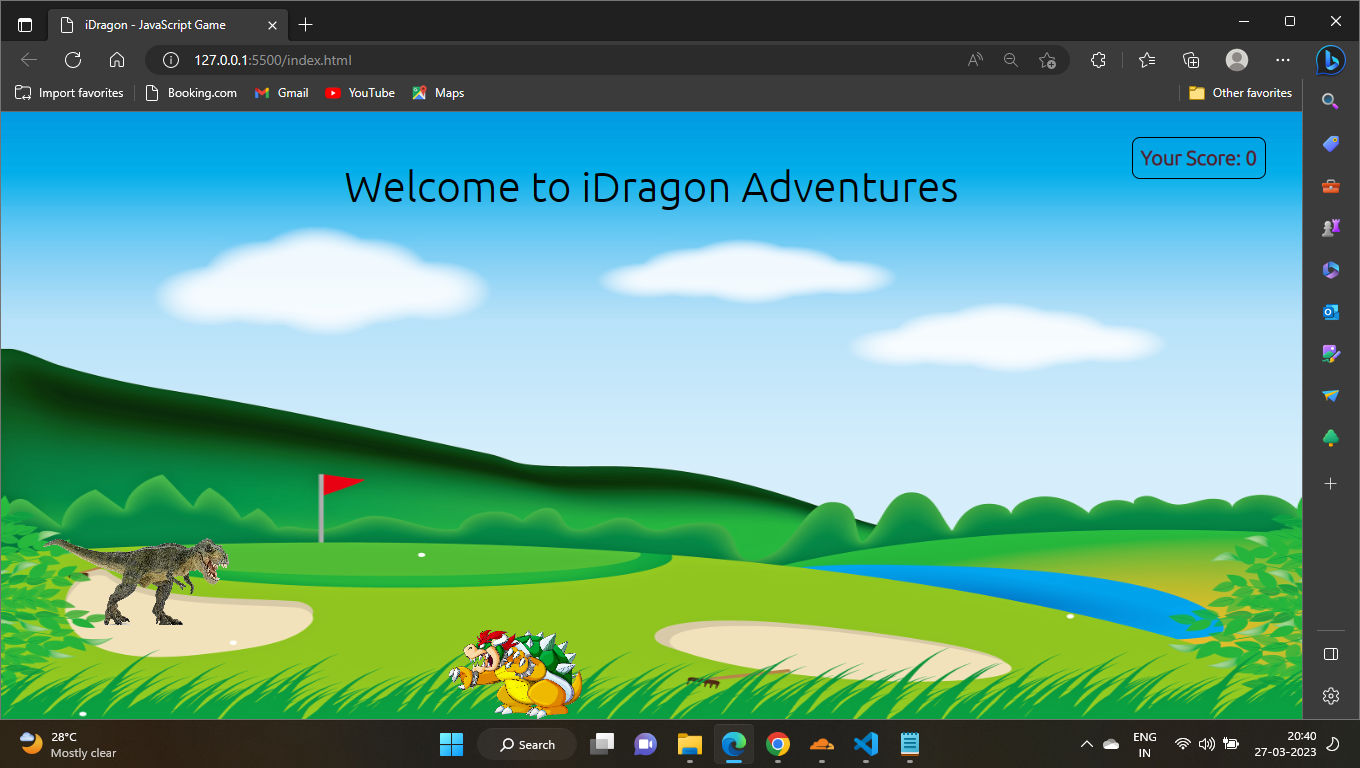 iDragon - JavaScript Game
127.0.0.1:5500/index.html
Import favorites
Booking.com
Gmail
YouTube
Maps
Other favorites
Your Score: 0
Welcome to iDragon Adventures
28°C
Mostly clear
Search
ENG
IN
20:40
27-03-2023